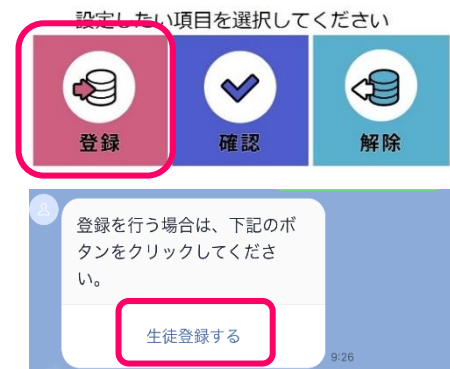 設定したい項目を選択してください
登録
確認
解除
登録を行う場合は、下記のボ
タンをクリックしてくださ
い。
生徒登録する
9:26